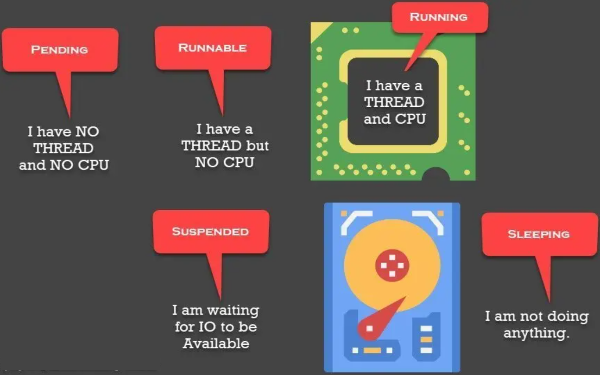 PENDING
I have NO
THREAD
and NO CPU
RUNNABLE
I have a
THREAD but
NO CPU
RUNNING
I have a
THREAD
and CPU
SUSPENDED
I am waiting
for IO to be
Available
SLEEPING
I am not doing
anything.